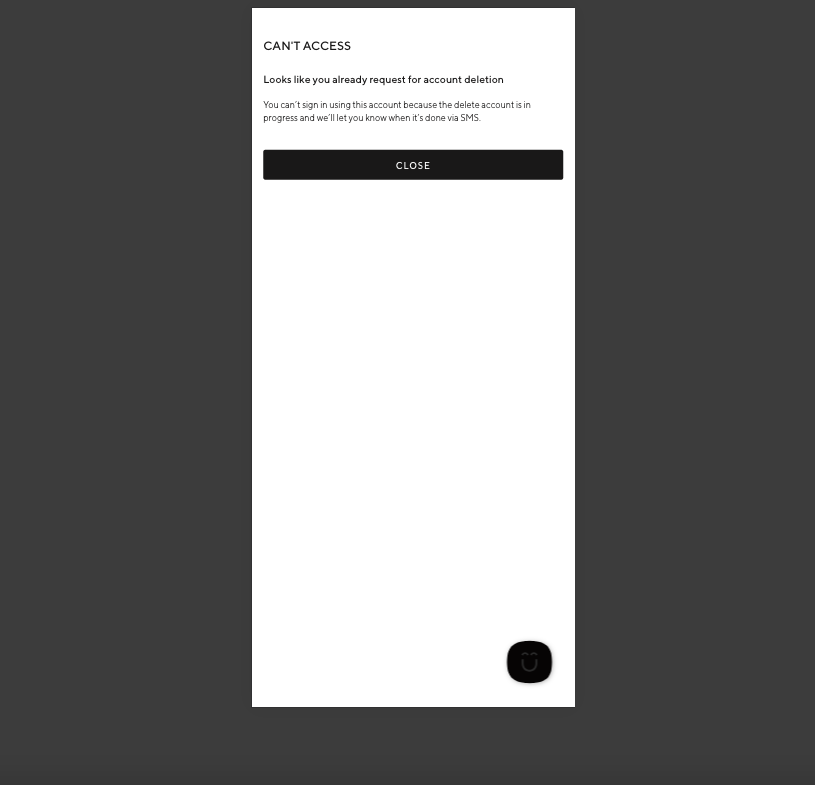 CAN'T ACCESS
Looks like you already request for account deletion
You can't sign in using this account because the delete account is in
progress and we'll let you know when it's done via SMS.
CLOSE